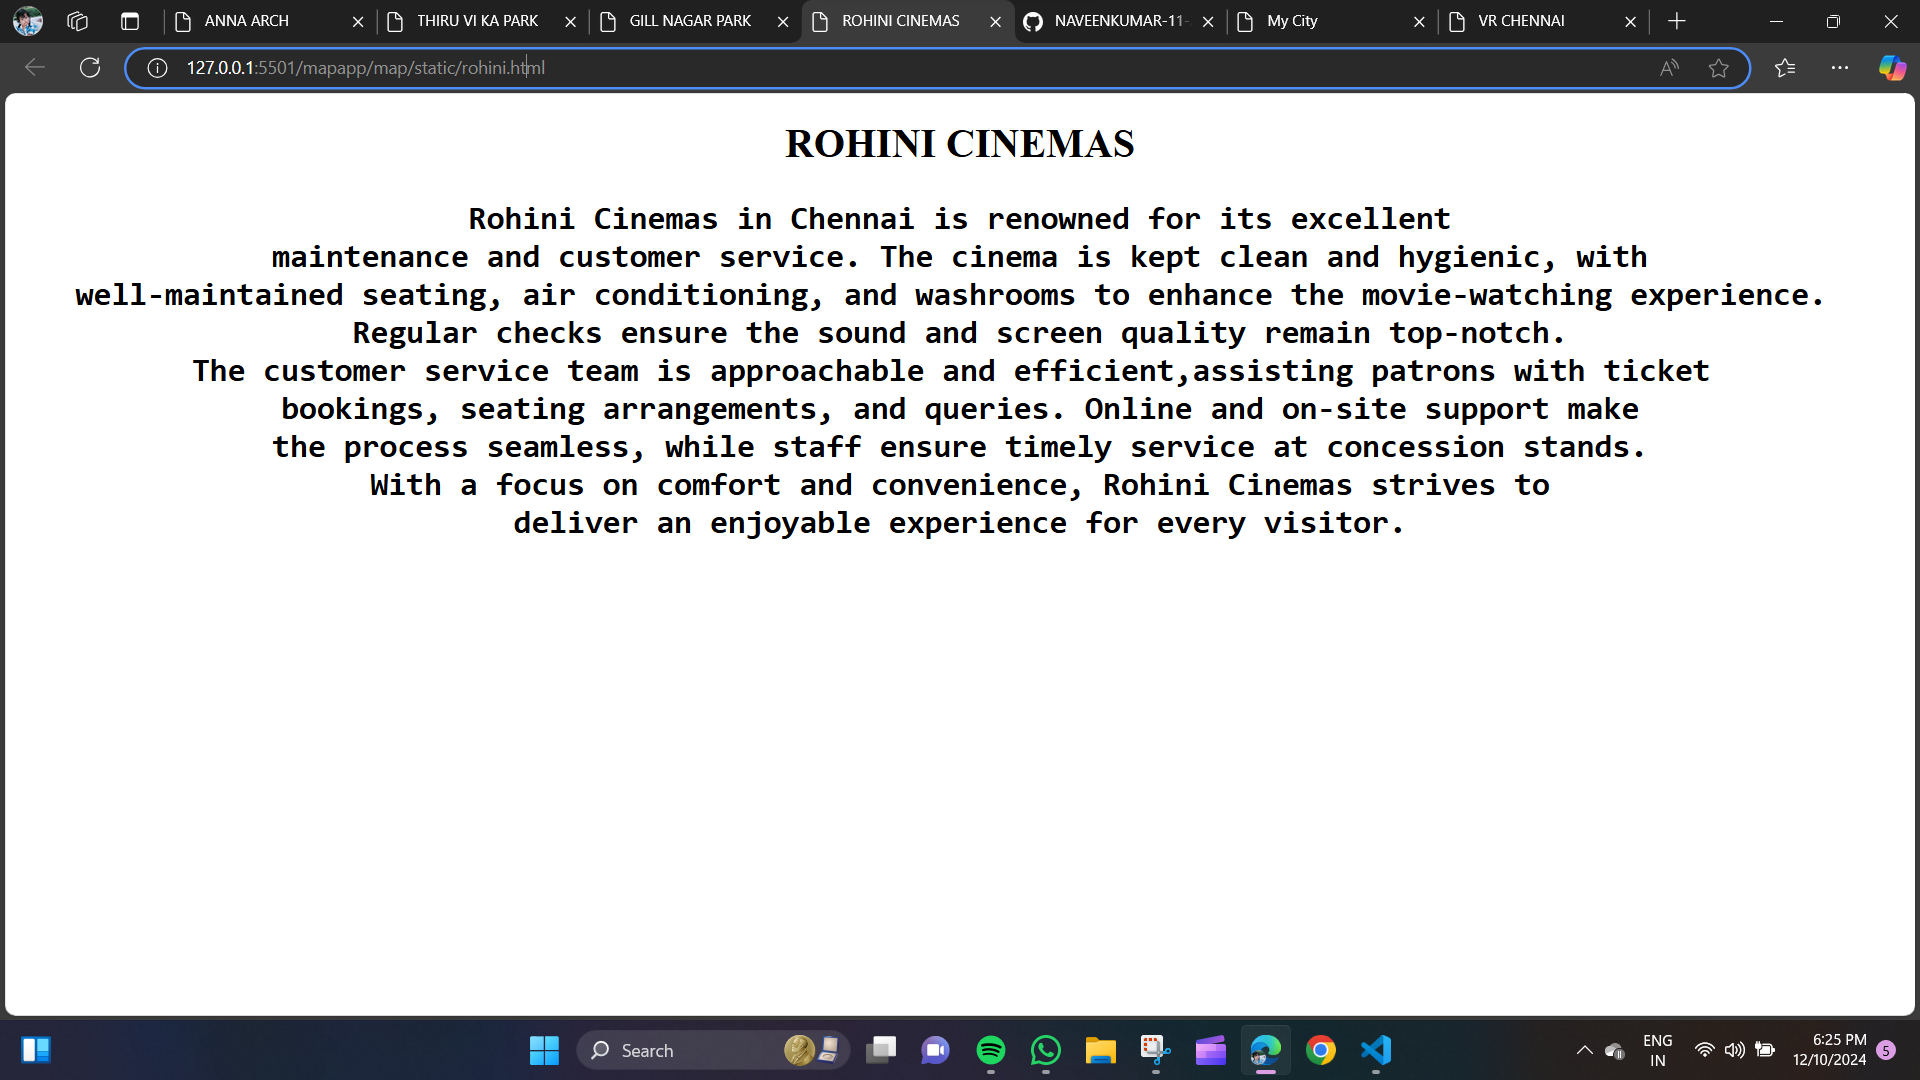 ANNA ARCH
THIRU VI KA PARK
GILL NAGAR PARK
ROHINI CINEMAS
NAVEENKUMAR-11-
My City
VR CHENNAI
127.0.0.1:5501/mapapp/map/static/rohini.html
ROHINI CINEMAS
Rohini Cinemas in Chennai is renowned for its excellent
maintenance and customer service. The cinema is kept clean and hygienic, with
well-maintained seating, air conditioning, and washrooms to enhance the movie-watching experience.
Regular checks ensure the sound and screen quality remain top-notch.
The customer service team is approachable and efficient,assisting patrons with ticket
bookings, seating arrangements, and queries. Online and on-site support make
the process seamless, while staff ensure timely service at concession stands.
With a focus on comfort and convenience, Rohini Cinemas strives to
deliver an enjoyable experience for every visitor.
Search
ENG
IN
6:25 PM
12/10/2024
5